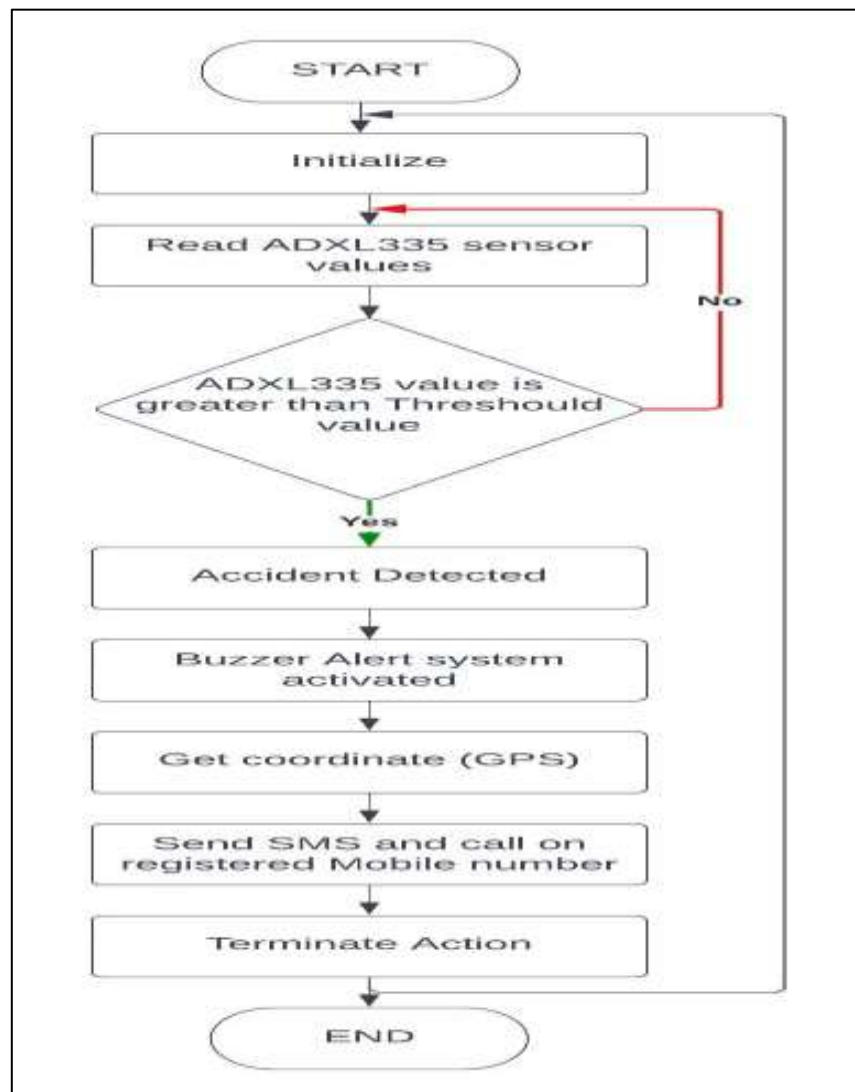 START
Initialize
Read ADXL335 sensor
values
No
ADXL335 value is
greater than Threshould
value
Yes
Accident Detected
Buzzer Alert system
activated
Get coordinate (GPS)
Send SMS and call on
registered Mobile number
Terminate Action
END